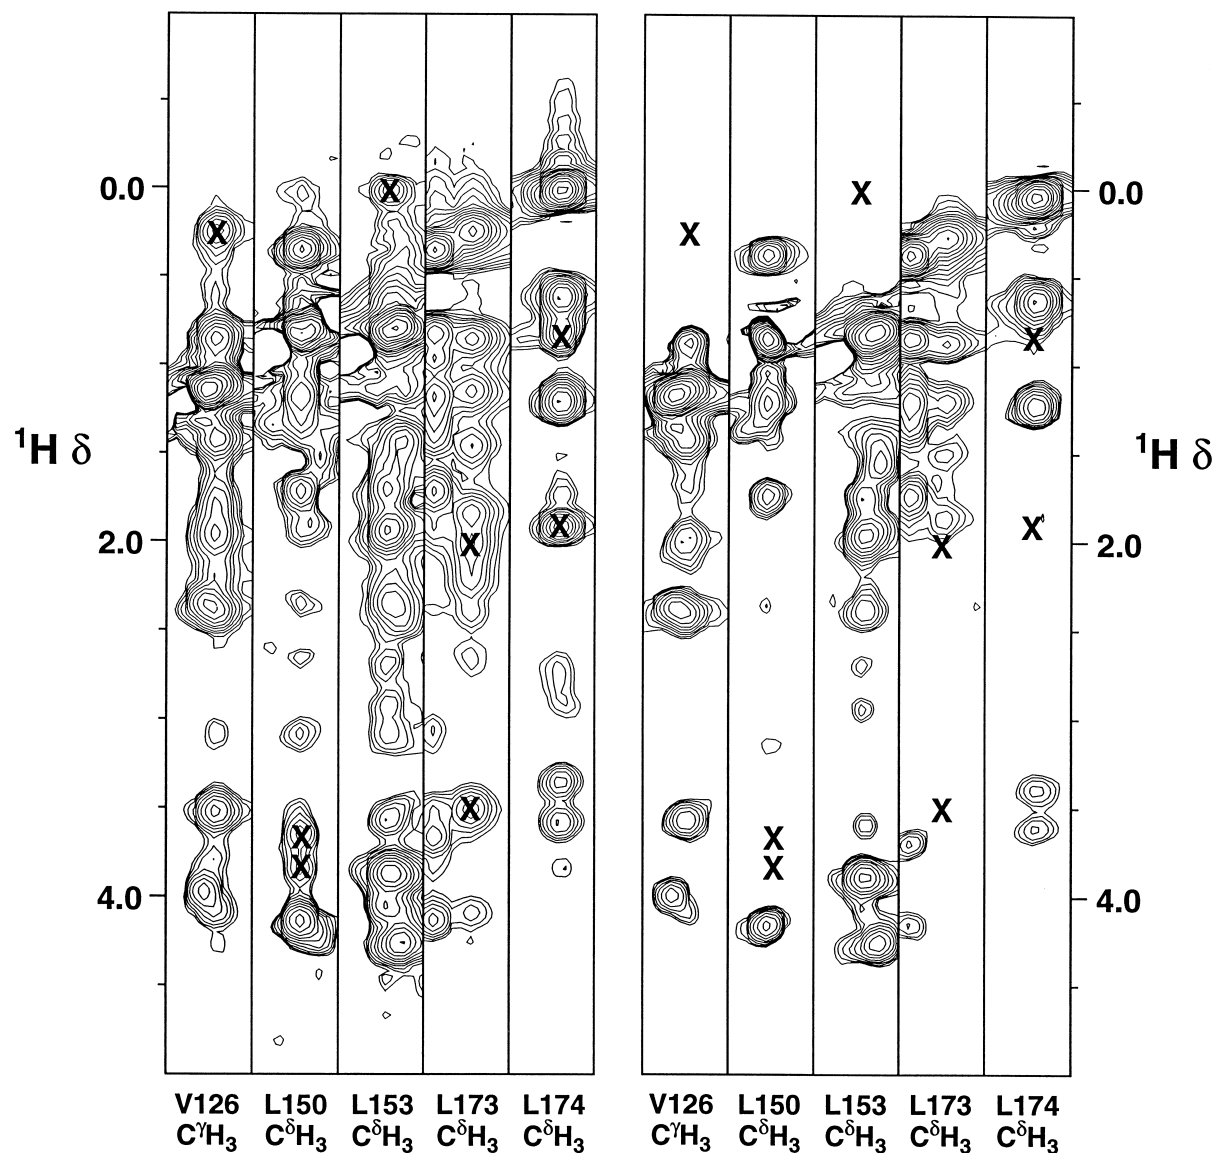 0.0
2.0
4.0
¹H δ
X
X
X
X
X
X
X
X
X
V126 L150 L153 L173 L174
CᵞH₃ CᵟH₃ CᵟH₃ CᵟH₃ CᵟH₃
0.0
2.0
4.0
¹H δ
X
X
X
X
X
X
X
X
X
V126 L150 L153 L173 L174
CᵞH₃ CᵟH₃ CᵟH₃ CᵟH₃ CᵟH₃